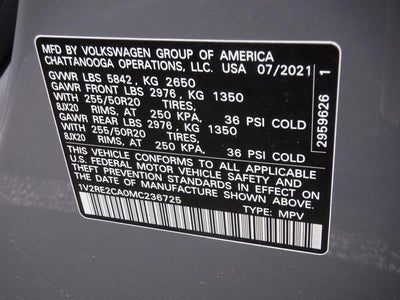 MFD BY VOLKSWAGEN GROUP OF AMERICA
CHATTANOOGA OPERATIONS, LLC. USA 07/2021
GVWR LBS 5842, KG 2650
GAWR FRONT LBS 2976, KG 1350
WITH 255/50R20 TIRES,
8JX20 RIMS, AT 250 KPA, 36 PSI COLD
GAWR REAR LBS 2976, KG 1350
WITH 255/50R20 TIRES,
8JX20 RIMS, AT 250 KPA, 36 PSI COLD
THIS VEHICLE CONFORMS TO ALL APPLICABLE
U.S. FEDERAL MOTOR VEHICLE SAFETY AND
THEFT PREVENTION STANDARDS IN EFFECT ON THE
DATE OF MANUFACTURE SHOWN ABOVE.
1V2RE2CA0MC236725
TYPE: MPV
2959626 1